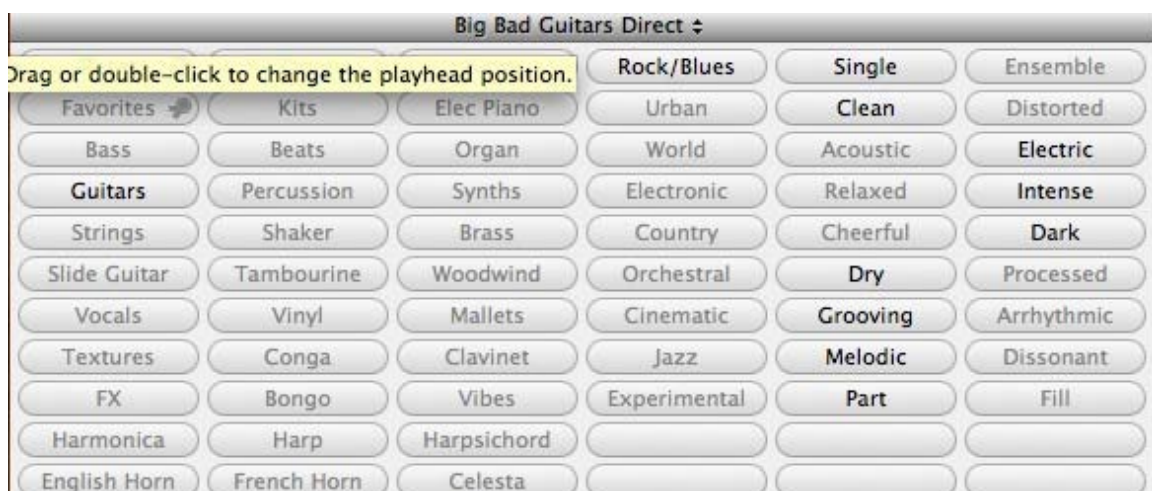 Big Bad Guitars Direct
Drag or double-click to change the playhead position.
Rock/Blues Single Ensemble
Favorites Kits Elec Piano Urban Clean Distorted
Bass Beats Organ World Acoustic Electric
Guitars Percussion Synths Electronic Relaxed Intense
Strings Shaker Brass Country Cheerful Dark
Slide Guitar Tambourine Woodwind Orchestral Dry Processed
Vocals Vinyl Mallets Cinematic Grooving Arrhythmic
Textures Conga Clavinet Jazz Melodic Dissonant
FX Bongo Vibes Experimental Part Fill
Harmonica Harp Harpsichord
English Horn French Horn Celesta